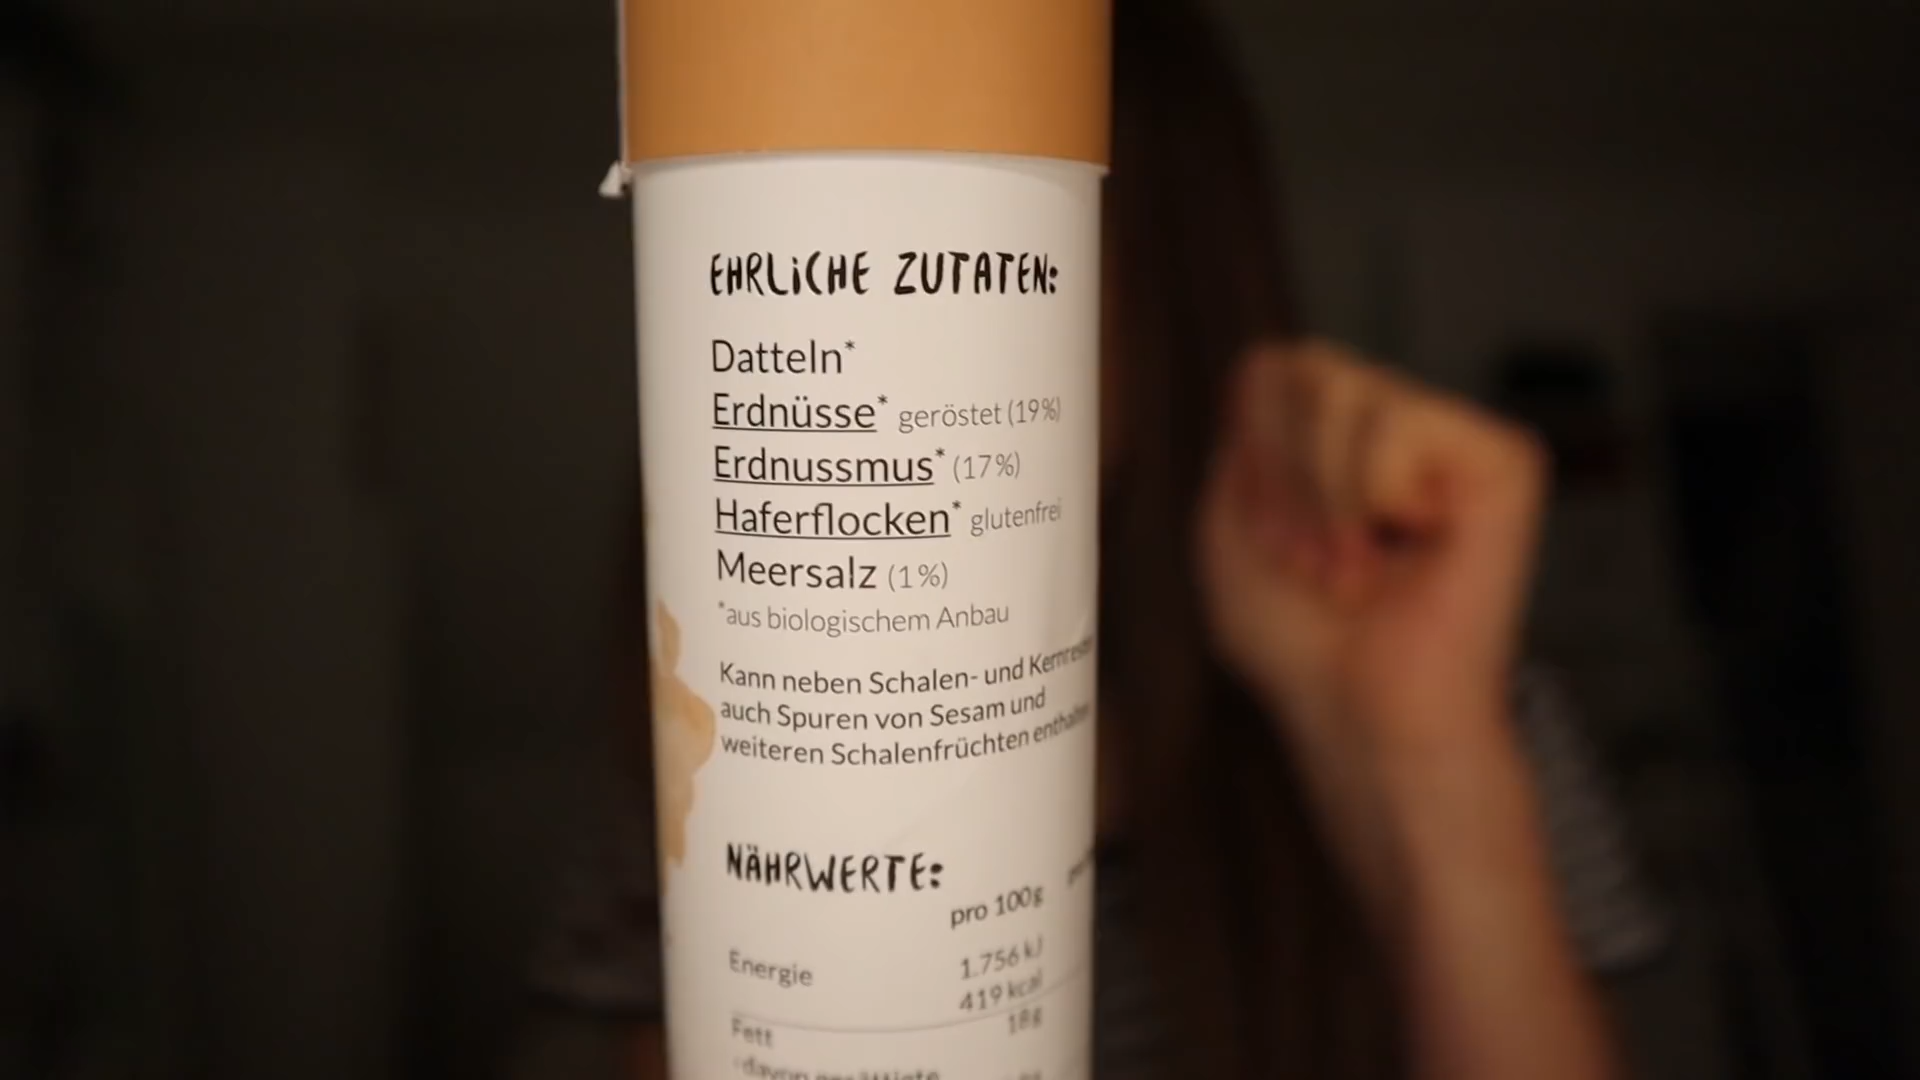 EHRLiCHE ZUTATEN:
Datteln*
Erdnüsse* geröstet (19%)
Erdnussmus* (17%)
Haferflocken* glutenfrei
Meersalz (1%)
*aus biologischem Anbau
Kann neben Schalen- und
auch Spuren von Sesam und
weiteren Schalenfrüchten
NÄHRWERTE:
pro 100g
Energie 1.756 kJ
419 kcal
Fett 18g